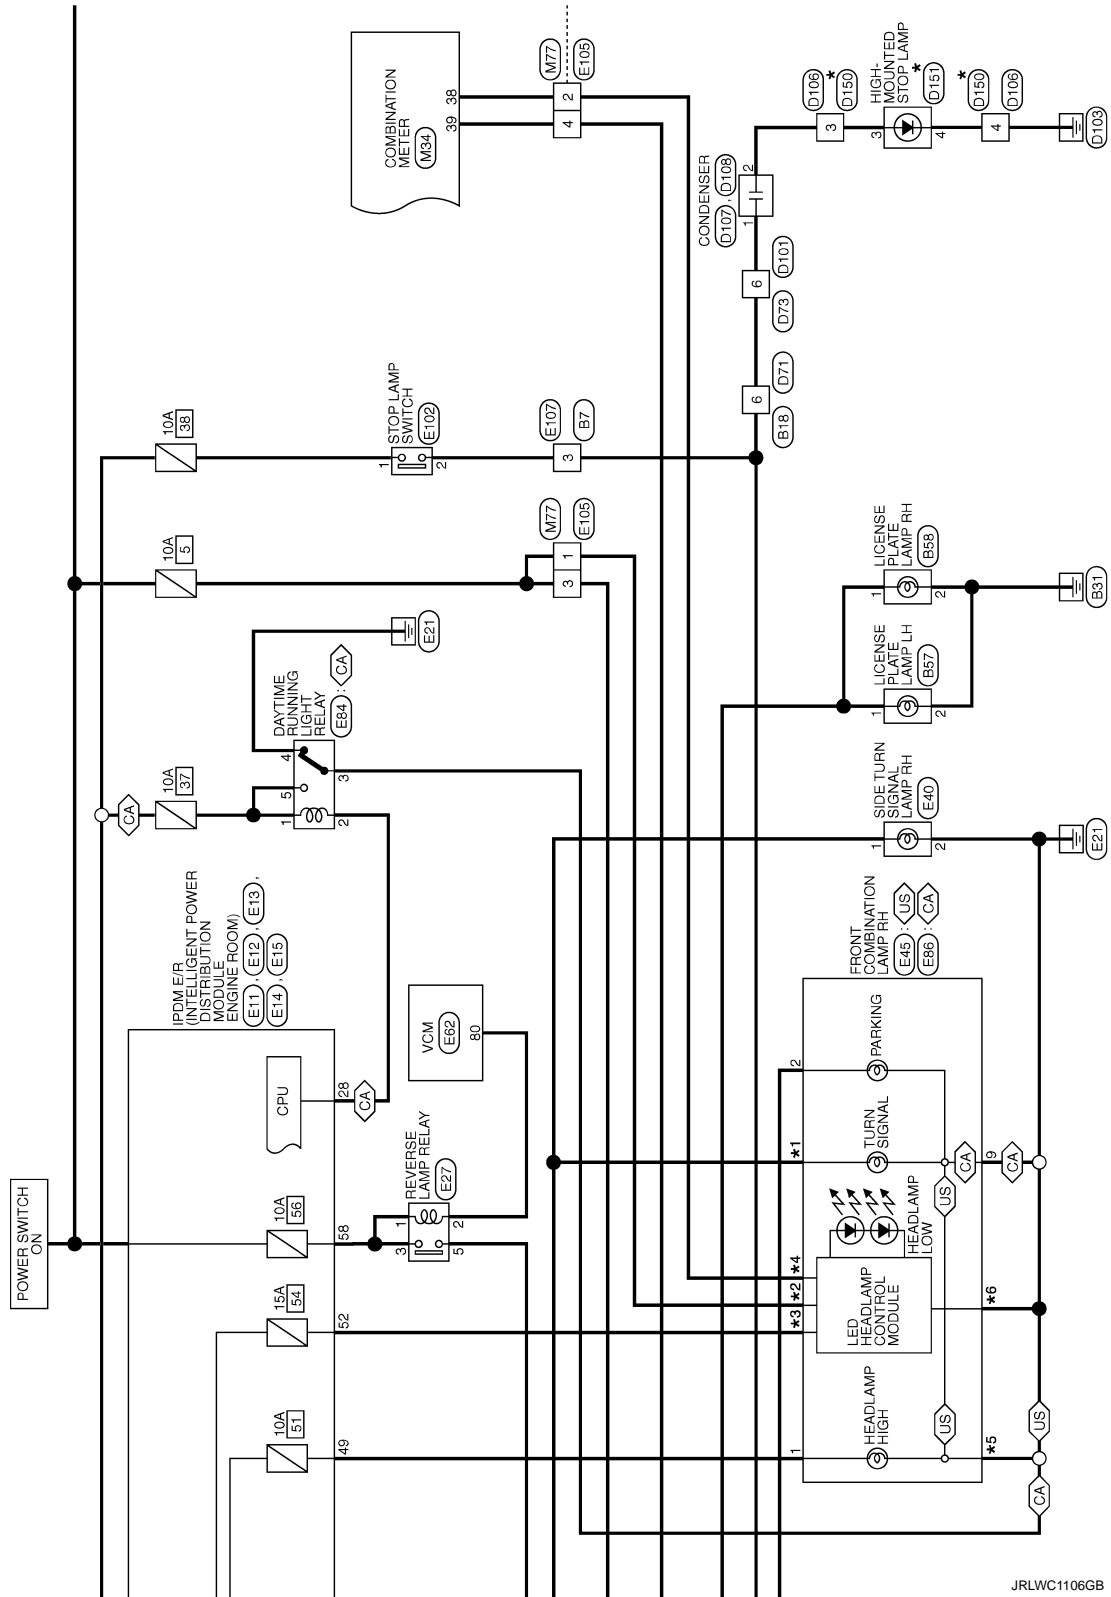 POWER SWITCH
ON
COMBINATION
METER
M34
38
39
M77
E105
2
4
HIGH-
MOUNTED
STOP LAMP
*
D151
D106
*
D150
3
3
4
*
D150
D106
4
D103
CONDENSER
D107 , D108
1
2
6
D73
D101
6
B18
D71
10A
38
STOP LAMP
SWITCH
E102
1
2
E107
B7
3
10A
5
M77
E105
1
3
LICENSE
PLATE
LAMP RH
B58
1
2
LICENSE
PLATE
LAMP LH
B57
1
2
B31
E21
DAYTIME
RUNNING
LIGHT
RELAY
E84 : CA
4
5
3
1
2
CA
10A
37
SIDE TURN
SIGNAL
LAMP RH
E40
1
2
E21
IPDM E/R
(INTELLIGENT POWER
DISTRIBUTION
MODULE
ENGINE ROOM)
E11 , E12 , E13 ,
E14 , E15
CPU
28
CA
VCM
E62
80
REVERSE
LAMP RELAY
E27
1
2
3
5
10A
56
58
15A
54
52
10A
51
49
FRONT
COMBINATION
LAMP RH
E45 : US
E86 : CA
2
PARKING
*1
TURN
SIGNAL
CA
9
CA
US
HEADLAMP
LOW
*4
*2
*3
LED
HEADLAMP
CONTROL
MODULE
*6
1
HEADLAMP
HIGH
US
*5
US
CA
JRLWC1106GB